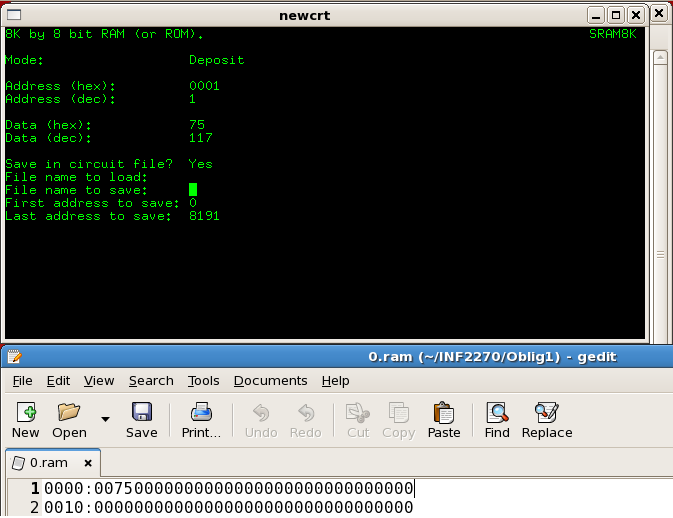 newcrt
8K by 8 bit RAM (or ROM). SRAM8K
Mode: Deposit
Address (hex): 0001
Address (dec): 1
Data (hex): 75
Data (dec): 117
Save in circuit file? Yes
File name to load:
File name to save:
First address to save: 0
Last address to save: 8191
0.ram (~/INF2270/Oblig1) - gedit
File Edit View Search Tools Documents Help
New Open Save Print... Undo Redo Cut Copy Paste Find Replace
0.ram
1 0000:00750000000000000000000000000000
2 0010:00000000000000000000000000000000